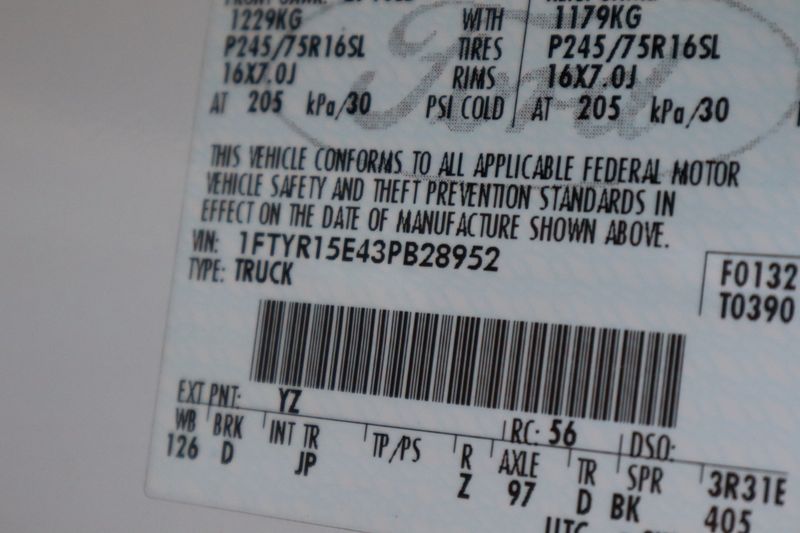 1229KG WITH 1179KG
P245/75R16SL TIRES P245/75R16SL
16X7.0J RIMS 16X7.0J
AT 205 kPa/30 PSI COLD AT 205 kPa/30
Ford
THIS VEHICLE CONFORMS TO ALL APPLICABLE FEDERAL MOTOR
VEHICLE SAFETY AND THEFT PREVENTION STANDARDS IN
EFFECT ON THE DATE OF MANUFACTURE SHOWN ABOVE.
VIN: 1FTYR15E43PB28952
TYPE: TRUCK
F0132
T0390
EXT PNT: YZ
RC: 56 DSO:
WB BRK INT TR TP/PS R AXLE TR SPR 3R31E
126 D JP Z 97 D BK 405
UTC